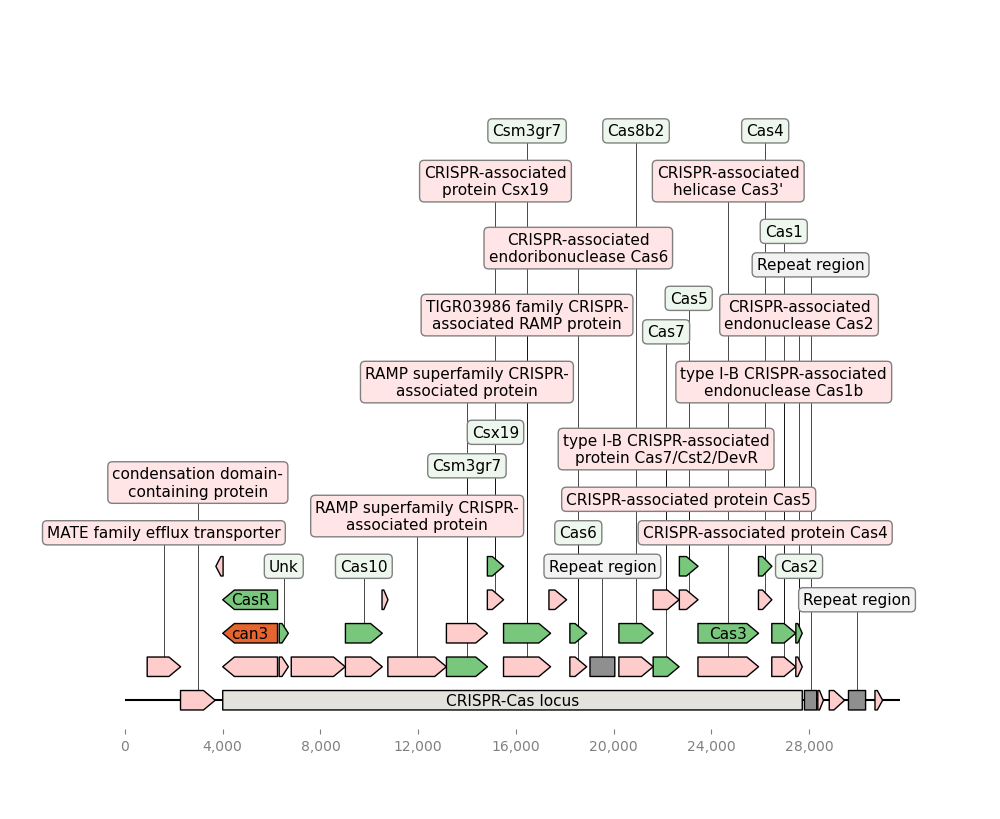 Csm3gr7
Cas8b2
Cas4
CRISPR-associated
protein Csx19
CRISPR-associated
helicase Cas3'
Cas1
CRISPR-associated
endoribonuclease Cas6
Repeat region
Cas5
TIGR03986 family CRISPR-
associated RAMP protein
CRISPR-associated
endonuclease Cas2
Cas7
RAMP superfamily CRISPR-
associated protein
type I-B CRISPR-associated
endonuclease Cas1b
Csx19
type I-B CRISPR-associated
protein Cas7/Cst2/DevR
Csm3gr7
condensation domain-
containing protein
CRISPR-associated protein Cas5
RAMP superfamily CRISPR-
associated protein
MATE family efflux transporter
Cas6
CRISPR-associated protein Cas4
Unk
Cas10
Repeat region
Cas2
CasR
Repeat region
can3
Cas3
CRISPR-Cas locus
0
4,000
8,000
12,000
16,000
20,000
24,000
28,000